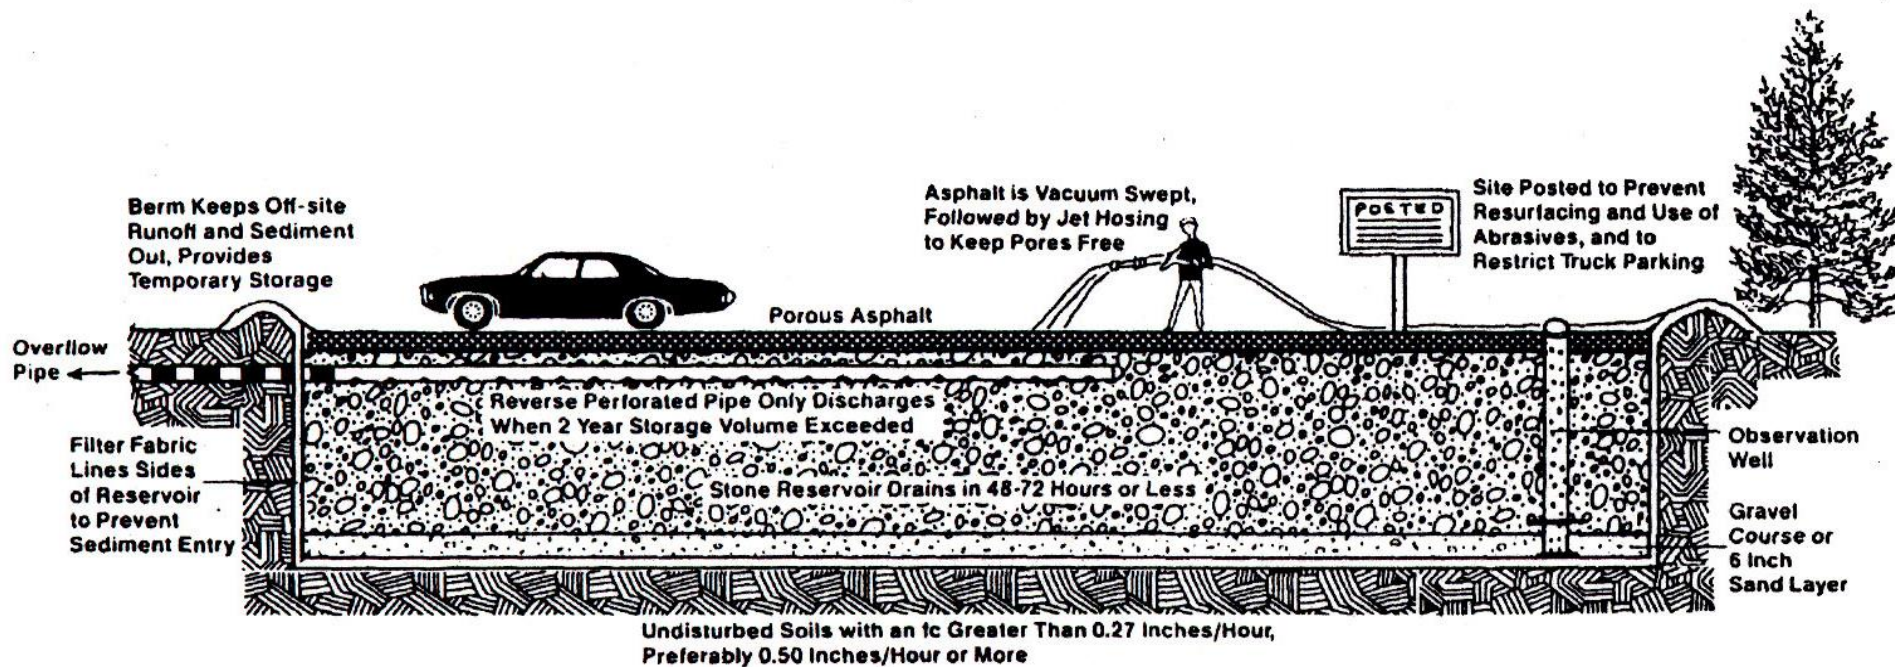 Berm Keeps Off-site
Runoff and Sediment
Out, Provides
Temporary Storage
Asphalt is Vacuum Swept,
Followed by Jet Hosing
to Keep Pores Free
POSTED
Site Posted to Prevent
Resurfacing and Use of
Abrasives, and to
Restrict Truck Parking
Porous Asphalt
Overflow
Pipe
Reverse Perforated Pipe Only Discharges
When 2 Year Storage Volume Exceeded
Filter Fabric
Lines Sides
of Reservoir
to Prevent
Sediment Entry
Stone Reservoir Drains in 48-72 Hours or Less
Observation
Well
Gravel
Course or
6 Inch
Sand Layer
Undisturbed Soils with an fc Greater Than 0.27 Inches/Hour,
Preferably 0.50 Inches/Hour or More